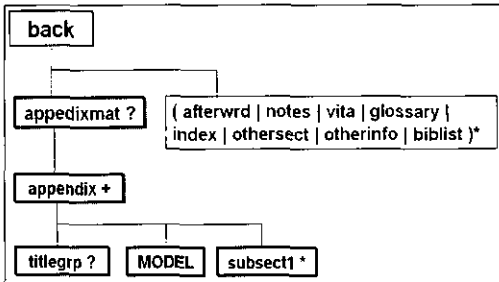 back
appedixmat ?
( afterwrd | notes | vita | glossary |
index | othersect | otherinfo | biblist )*
appendix +
titlegrp ?
MODEL
subsect1 *